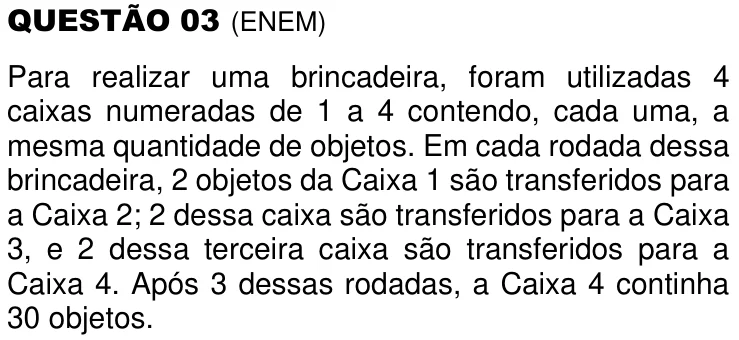 QUESTÃO 03 (ENEM)
Para realizar uma brincadeira, foram utilizadas 4
caixas numeradas de 1 a 4 contendo, cada uma, a
mesma quantidade de objetos. Em cada rodada dessa
brincadeira, 2 objetos da Caixa 1 são transferidos para
a Caixa 2; 2 dessa caixa são transferidos para a Caixa
3, e 2 dessa terceira caixa são transferidos para a
Caixa 4. Após 3 dessas rodadas, a Caixa 4 continha
30 objetos.